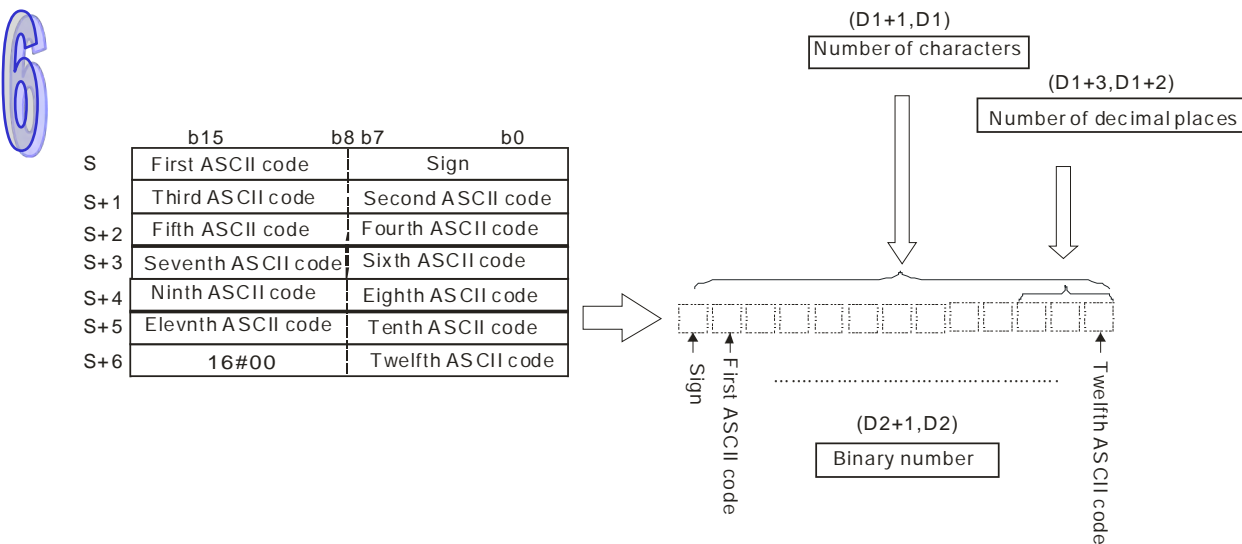 6
(D1+1,D1)
Number of characters
(D1+3,D1+2)
Number of decimal places
b15 b8 b7 b0
S First ASCII code Sign
S+1 Third ASCII code Second ASCII code
S+2 Fifth ASCII code Fourth ASCII code
S+3 Seventh ASCII code Sixth ASCII code
S+4 Ninth ASCII code Eighth ASCII code
S+5 Elevnth ASCII code Tenth ASCII code
S+6 16#00 Twelfth ASCII code
Sign
First ASCII code
Twelfth ASCII code
(D2+1,D2)
Binary number